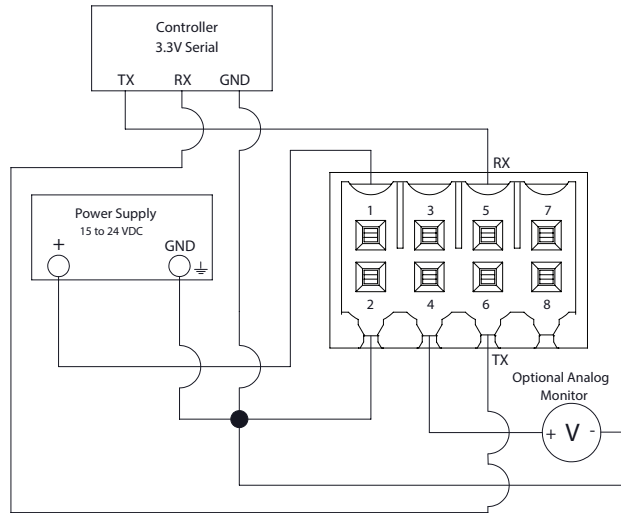 Controller
3.3V Serial
TX RX GND
RX
Power Supply
15 to 24 VDC
+ GND
1 3 5 7
2 4 6 8
TX
Optional Analog
Monitor
+ V -